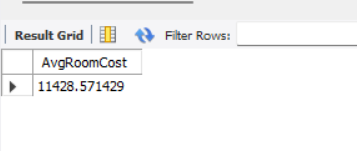 Result Grid Filter Rows:
AvgRoomCost
11428.571429